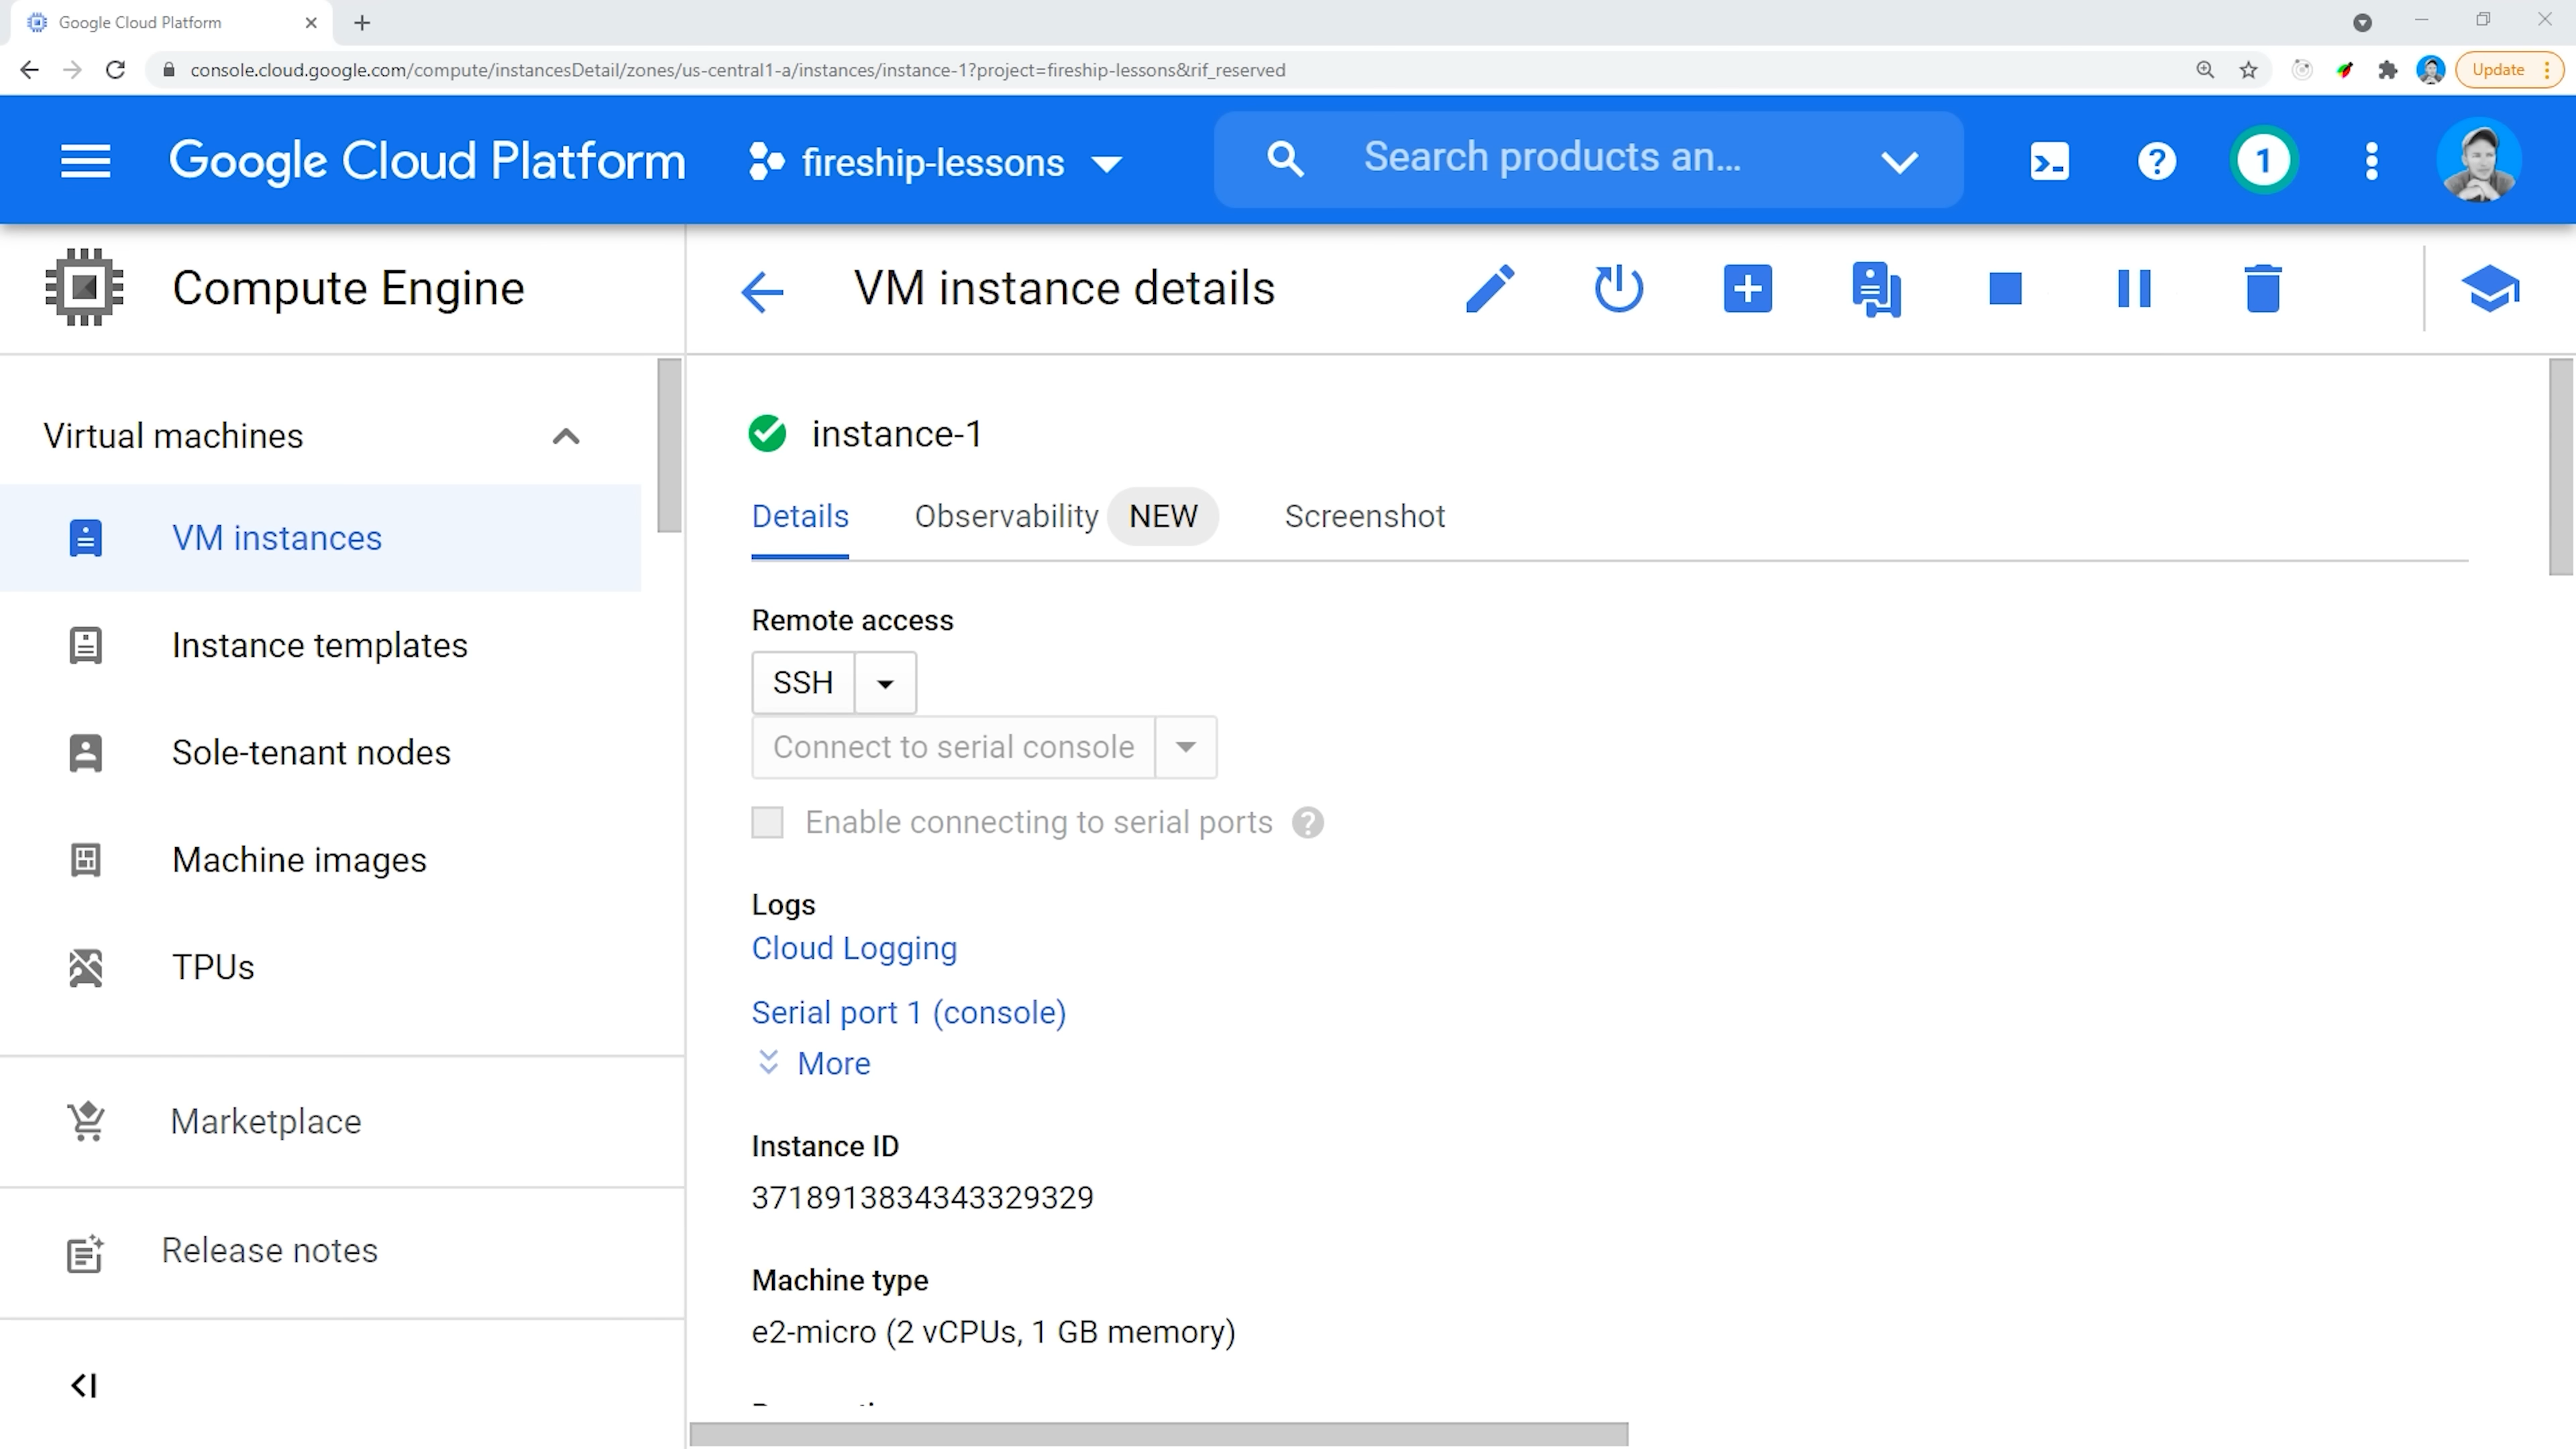 Google Cloud Platform
console.cloud.google.com/compute/instancesDetail/zones/us-central1-a/instances/instance-1?project=fireship-lessons&rif_reserved
Update
Google Cloud Platform
fireship-lessons
Search products an...
1
Compute Engine
VM instance details
Virtual machines
VM instances
Instance templates
Sole-tenant nodes
Machine images
TPUs
Marketplace
Release notes
instance-1
Details
Observability NEW
Screenshot
Remote access
SSH
Connect to serial console
Enable connecting to serial ports
Logs
Cloud Logging
Serial port 1 (console)
More
Instance ID
3718913834343329329
Machine type
e2-micro (2 vCPUs, 1 GB memory)